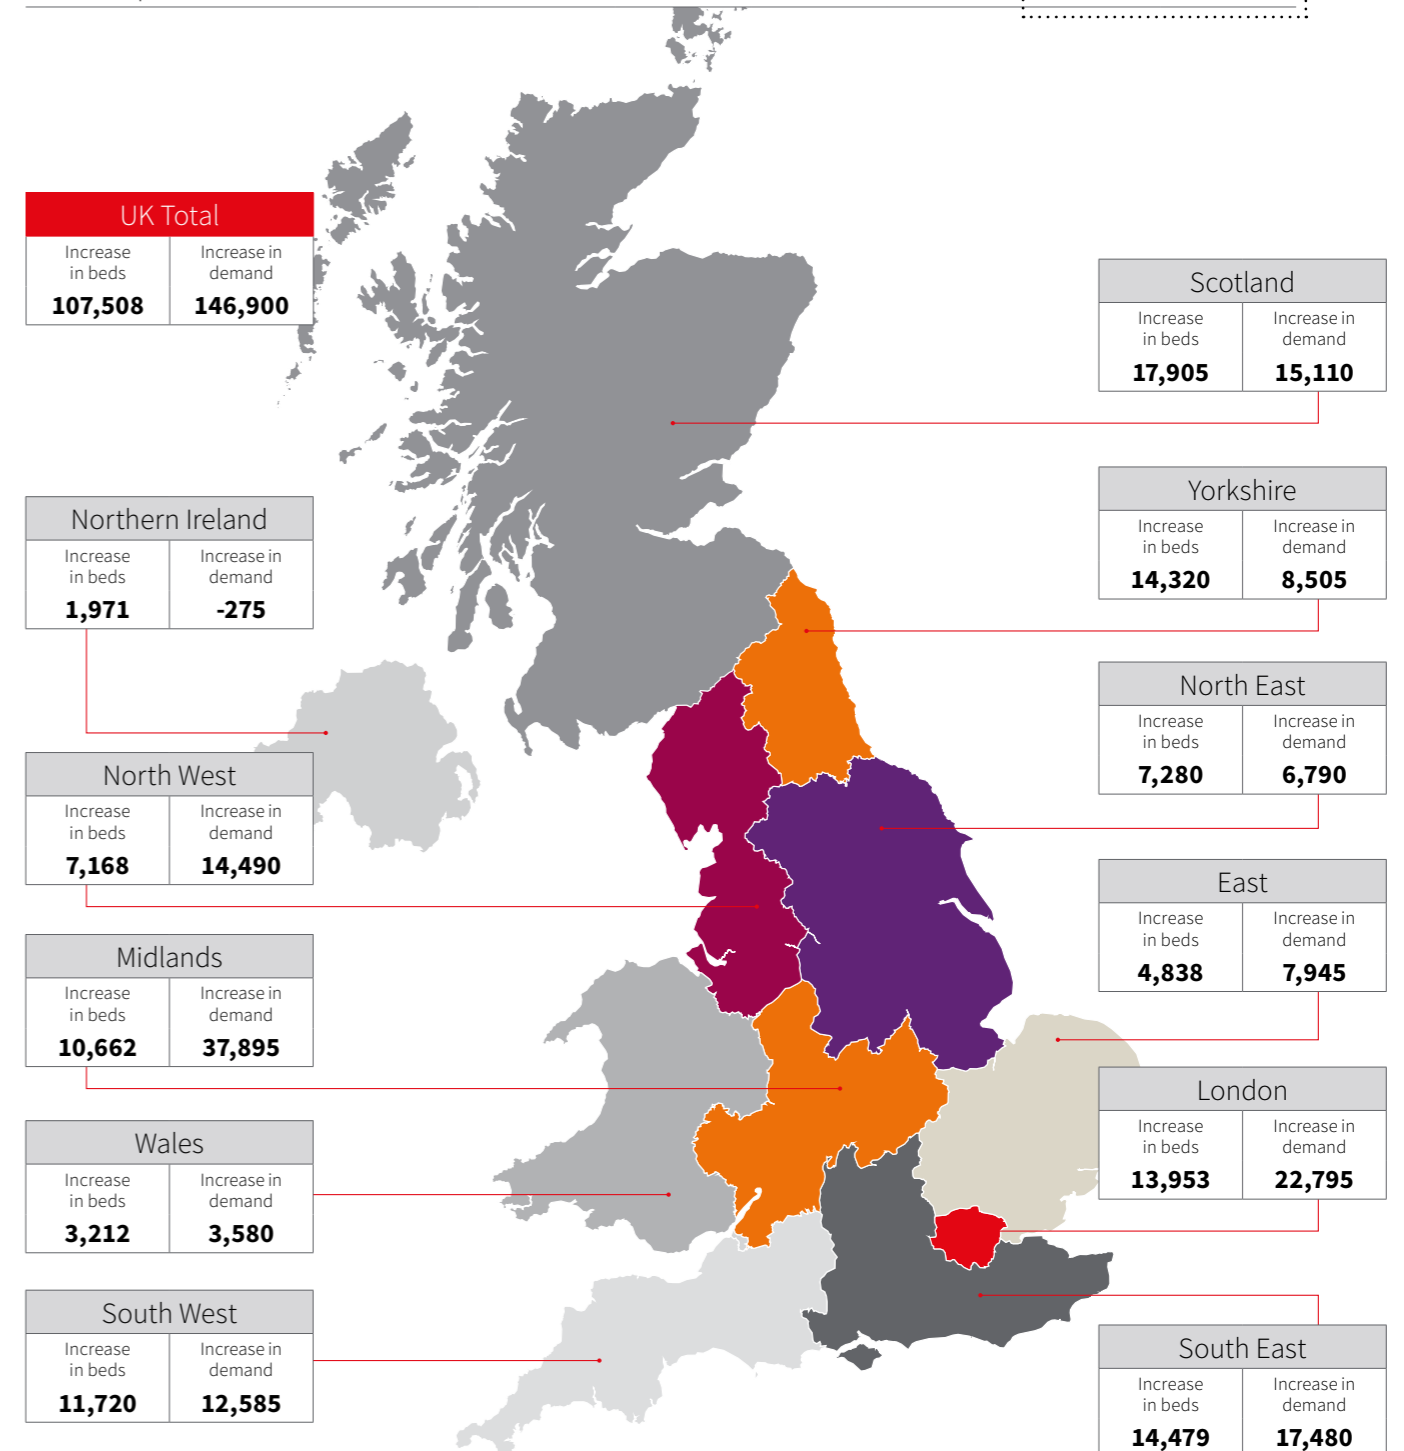 UK Total
Increase in beds
Increase in demand
107,508
146,900
Scotland
Increase in beds
Increase in demand
17,905
15,110
Yorkshire
Increase in beds
Increase in demand
14,320
8,505
Northern Ireland
Increase in beds
Increase in demand
1,971
-275
North East
Increase in beds
Increase in demand
7,280
6,790
North West
Increase in beds
Increase in demand
7,168
14,490
East
Increase in beds
Increase in demand
4,838
7,945
Midlands
Increase in beds
Increase in demand
10,662
37,895
London
Increase in beds
Increase in demand
13,953
22,795
Wales
Increase in beds
Increase in demand
3,212
3,580
South West
Increase in beds
Increase in demand
11,720
12,585
South East
Increase in beds
Increase in demand
14,479
17,480